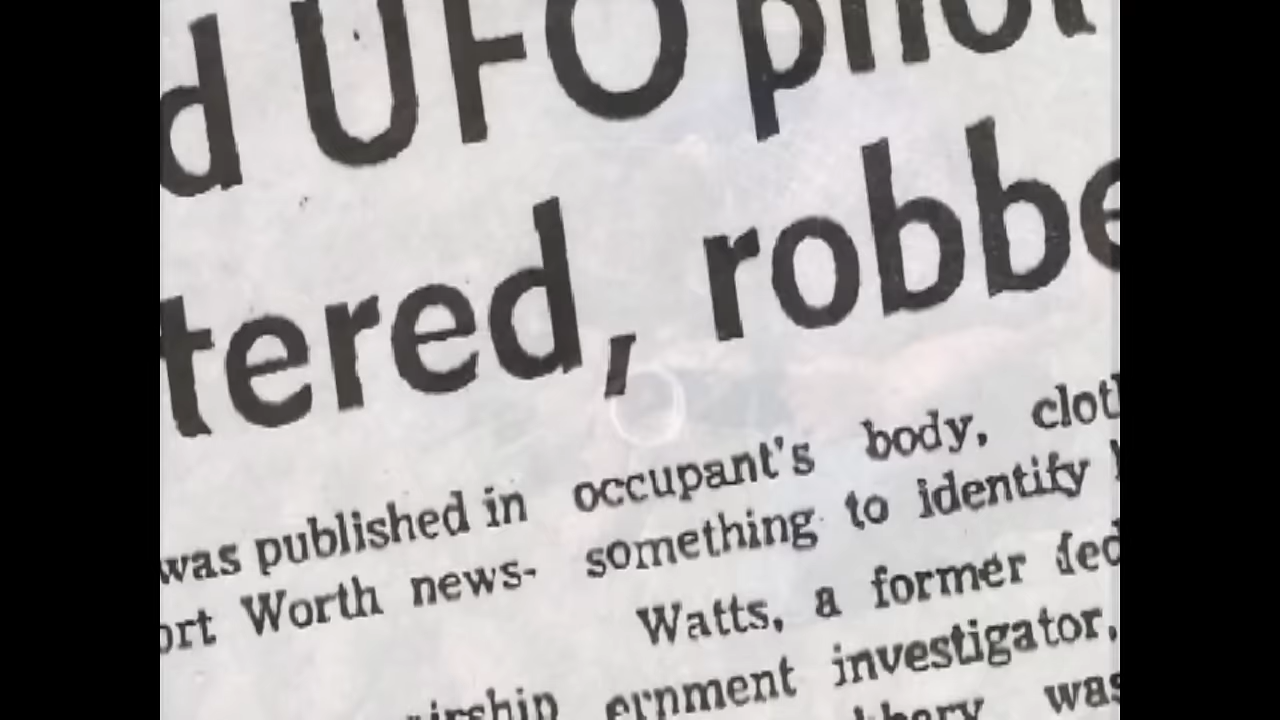 d UFO pilot
tered, robbe
was published in
ort Worth news-
airship
occupant's body, clot
something to identify
Watts, a former fed
ernment investigator,
was